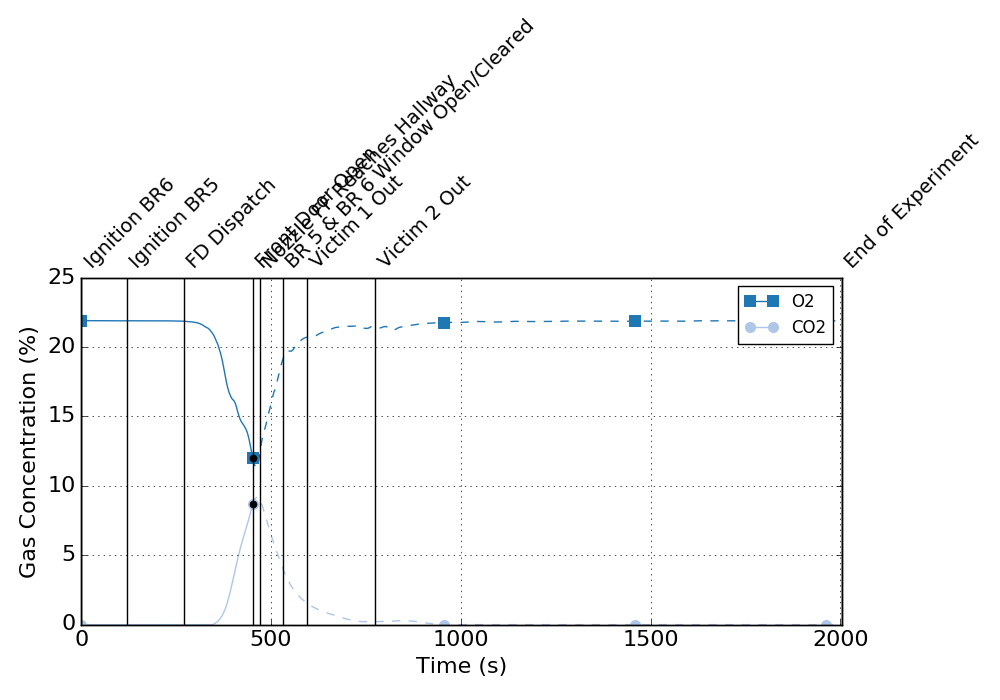 Ignition BR6
Ignition BR5
FD Dispatch
Front Door Open
Nozzle FF Reaches Hallway
BR 5 & BR 6 Window Open/Cleared
Victim 1 Out
Victim 2 Out
End of Experiment
25
20
15
10
5
0
Gas Concentration (%)
O2
CO2
0
500
1000
1500
2000
Time (s)